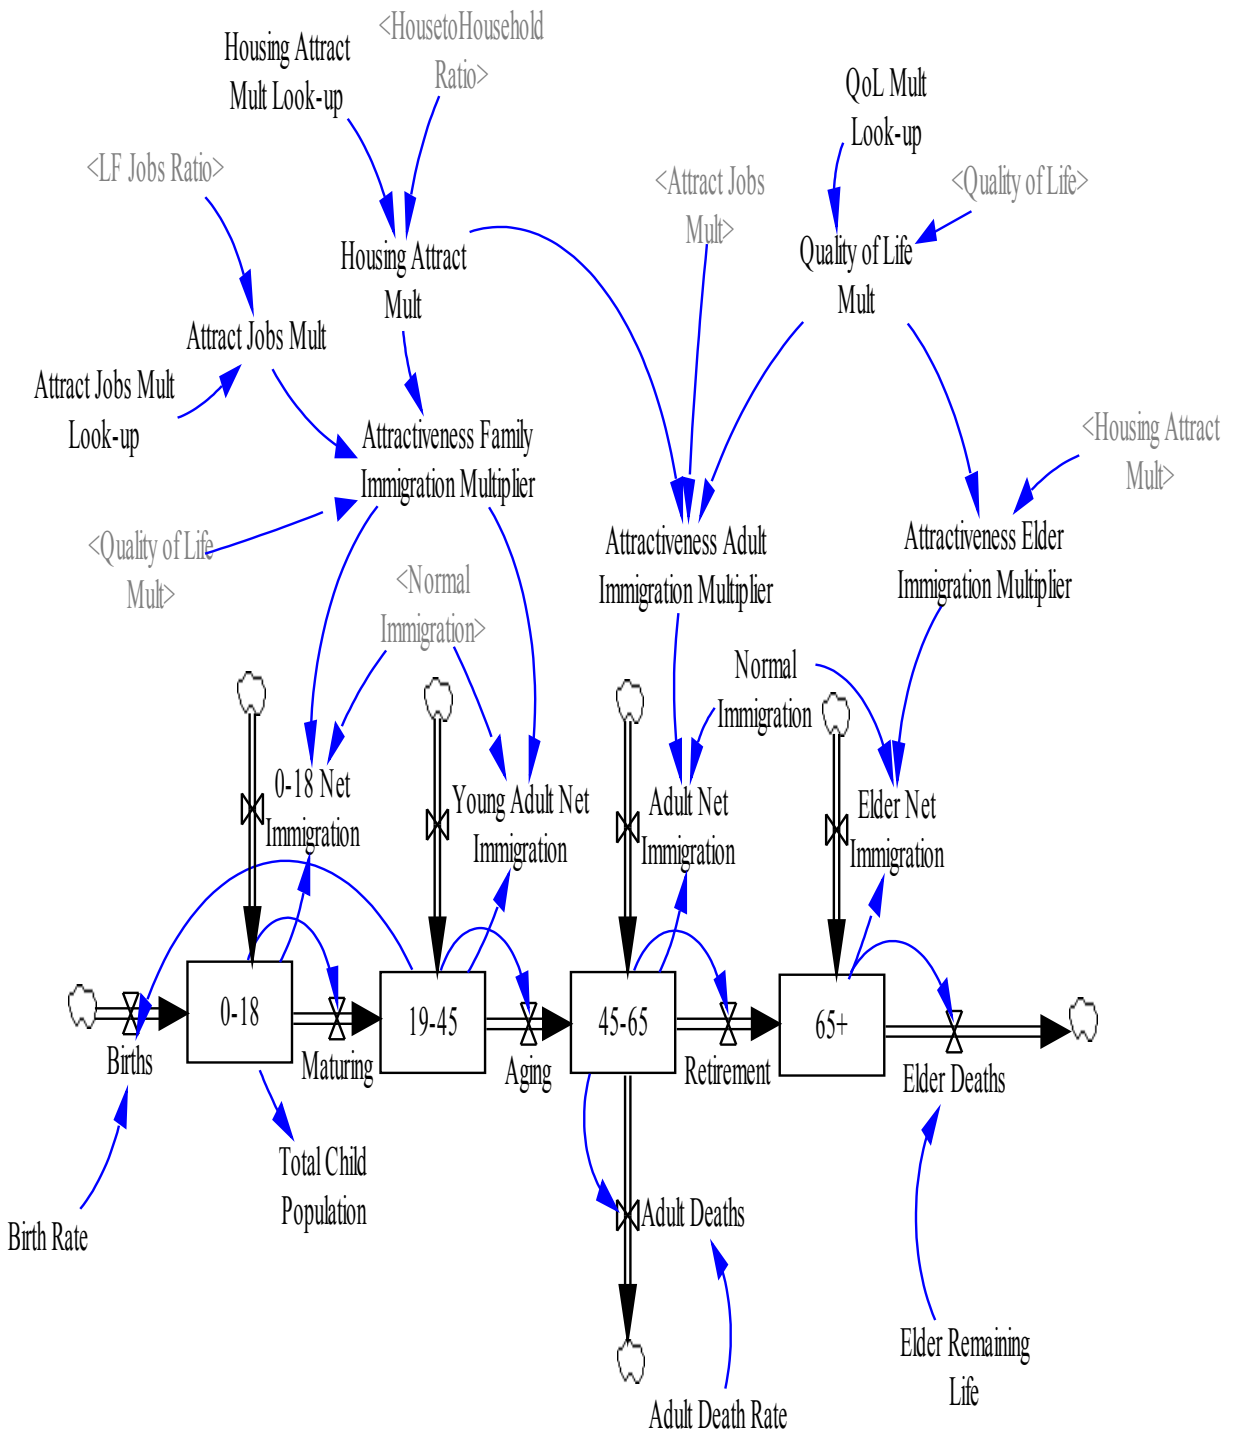 Housing Attract
Mult Look-up
<HousetoHousehold
Ratio>
QoL Mult
Look-up
<LF Jobs Ratio>
<Attract Jobs
Mult>
<Quality of Life>
Housing Attract
Mult
Quality of Life
Mult
Attract Jobs Mult
Attract Jobs Mult
Look-up
Attractiveness Family
Immigration Multiplier
<Housing Attract
Mult>
<Quality of Life
Mult>
Attractiveness Adult
Immigration Multiplier
Attractiveness Elder
Immigration Multiplier
<Normal
Immigration>
Normal
Immigration
0-18 Net
Immigration
Young Adult Net
Immigration
Adult Net
Immigration
Elder Net
Immigration
0-18
19-45
45-65
65+
Births
Maturing
Aging
Retirement
Elder Deaths
Total Child
Population
Birth Rate
Adult Deaths
Elder Remaining
Life
Adult Death Rate